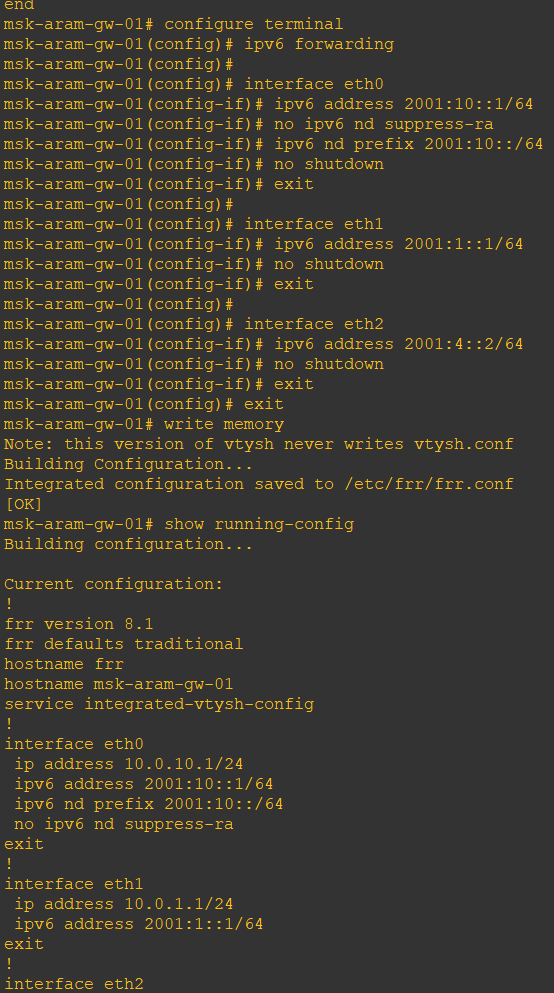 end
msk-aram-gw-01# configure terminal
msk-aram-gw-01(config)# ipv6 forwarding
msk-aram-gw-01(config)#
msk-aram-gw-01(config)# interface eth0
msk-aram-gw-01(config-if)# ipv6 address 2001:10::1/64
msk-aram-gw-01(config-if)# no ipv6 nd suppress-ra
msk-aram-gw-01(config-if)# ipv6 nd prefix 2001:10::/64
msk-aram-gw-01(config-if)# no shutdown
msk-aram-gw-01(config-if)# exit
msk-aram-gw-01(config)#
msk-aram-gw-01(config)# interface eth1
msk-aram-gw-01(config-if)# ipv6 address 2001:1::1/64
msk-aram-gw-01(config-if)# no shutdown
msk-aram-gw-01(config-if)# exit
msk-aram-gw-01(config)#
msk-aram-gw-01(config)# interface eth2
msk-aram-gw-01(config-if)# ipv6 address 2001:4::2/64
msk-aram-gw-01(config-if)# no shutdown
msk-aram-gw-01(config-if)# exit
msk-aram-gw-01(config)# exit
msk-aram-gw-01# write memory
Note: this version of vtysh never writes vtysh.conf
Building Configuration...
Integrated configuration saved to /etc/frr/frr.conf
[OK]
msk-aram-gw-01# show running-config
Building configuration...

Current configuration:
!
frr version 8.1
frr defaults traditional
hostname frr
hostname msk-aram-gw-01
service integrated-vtysh-config
!
interface eth0
 ip address 10.0.10.1/24
 ipv6 address 2001:10::1/64
 ipv6 nd prefix 2001:10::/64
 no ipv6 nd suppress-ra
exit
!
interface eth1
 ip address 10.0.1.1/24
 ipv6 address 2001:1::1/64
exit
!
interface eth2